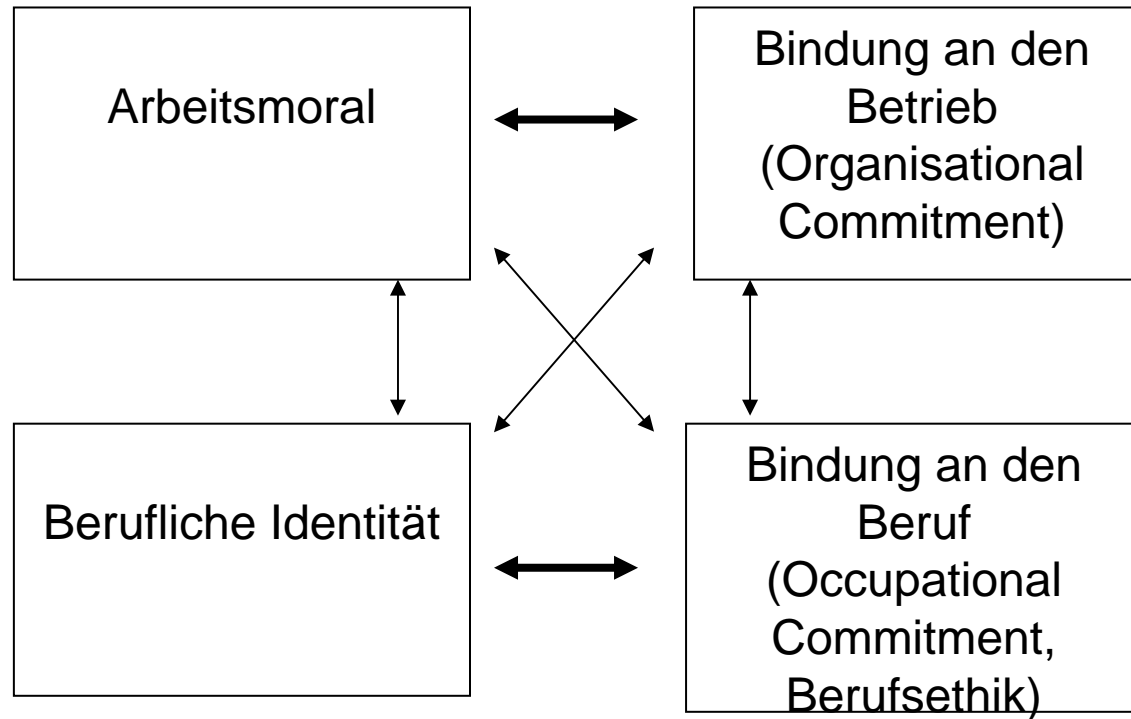 Arbeitsmoral
Bindung an den
Betrieb
(Organisational
Commitment)
Berufliche Identität
Bindung an den
Beruf
(Occupational
Commitment,
Berufsethik)